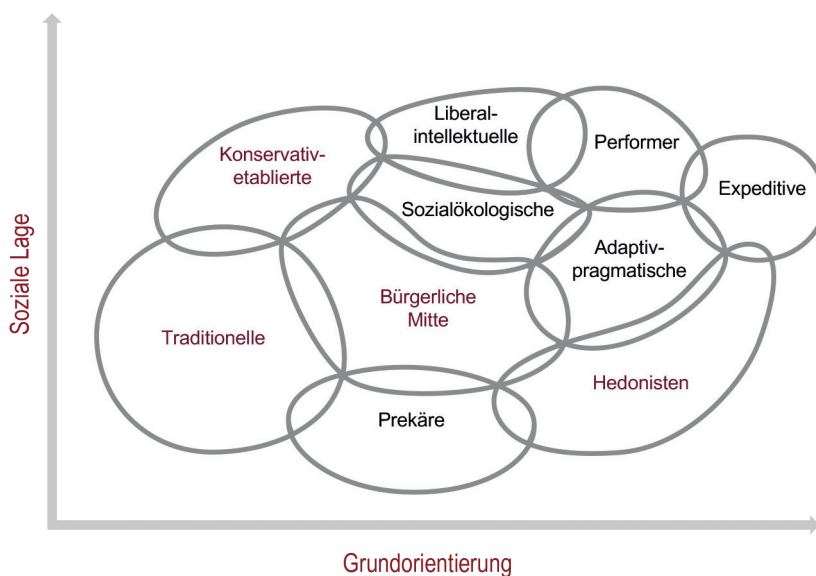 Liberal-
intellektuelle
Performer
Konservativ-
etablierte
Expeditive
Sozialökologische
Adaptiv-
pragmatische
Bürgerliche
Mitte
Traditionelle
Hedonisten
Prekäre
Soziale Lage
Grundorientierung